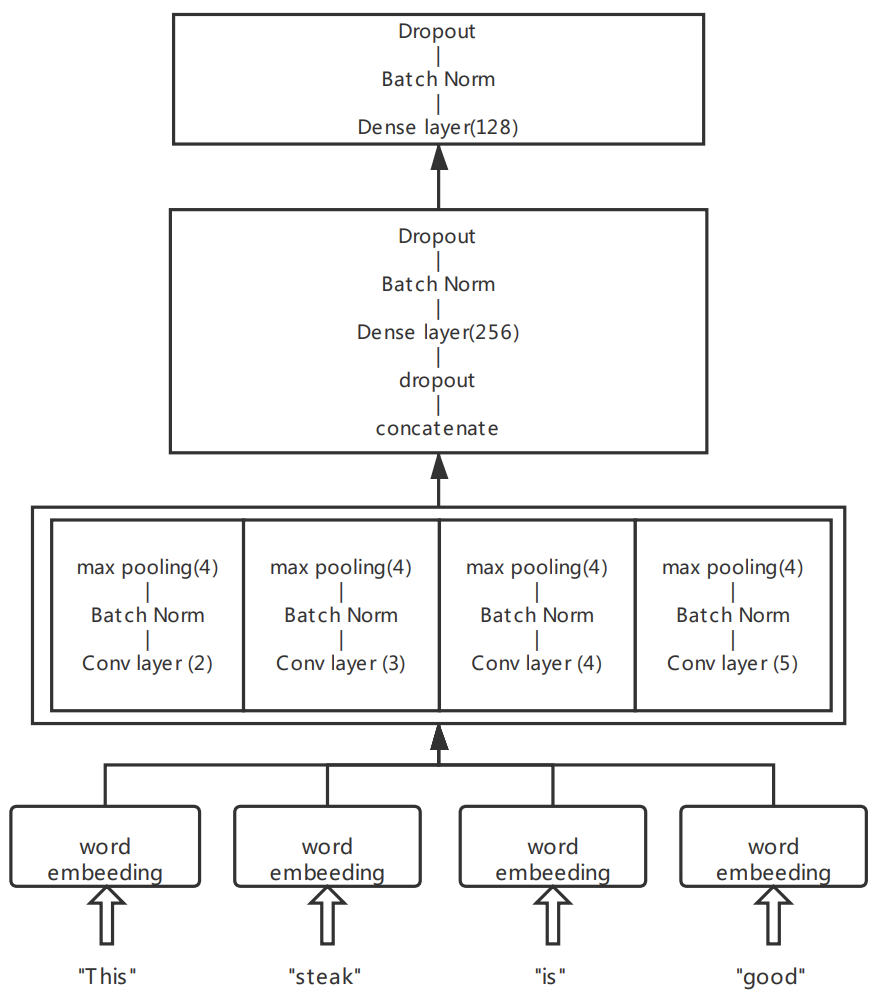 Dropout
|
Batch Norm
|
Dense layer(128)
Dropout
|
Batch Norm
|
Dense layer(256)
|
dropout
|
concatenate
max pooling(4)
|
Batch Norm
|
Conv layer (2)
max pooling(4)
|
Batch Norm
|
Conv layer (3)
max pooling(4)
|
Batch Norm
|
Conv layer (4)
max pooling(4)
|
Batch Norm
|
Conv layer (5)
word
embeeding
word
embeeding
word
embeeding
word
embeeding
"This"
"steak"
"is"
"good"